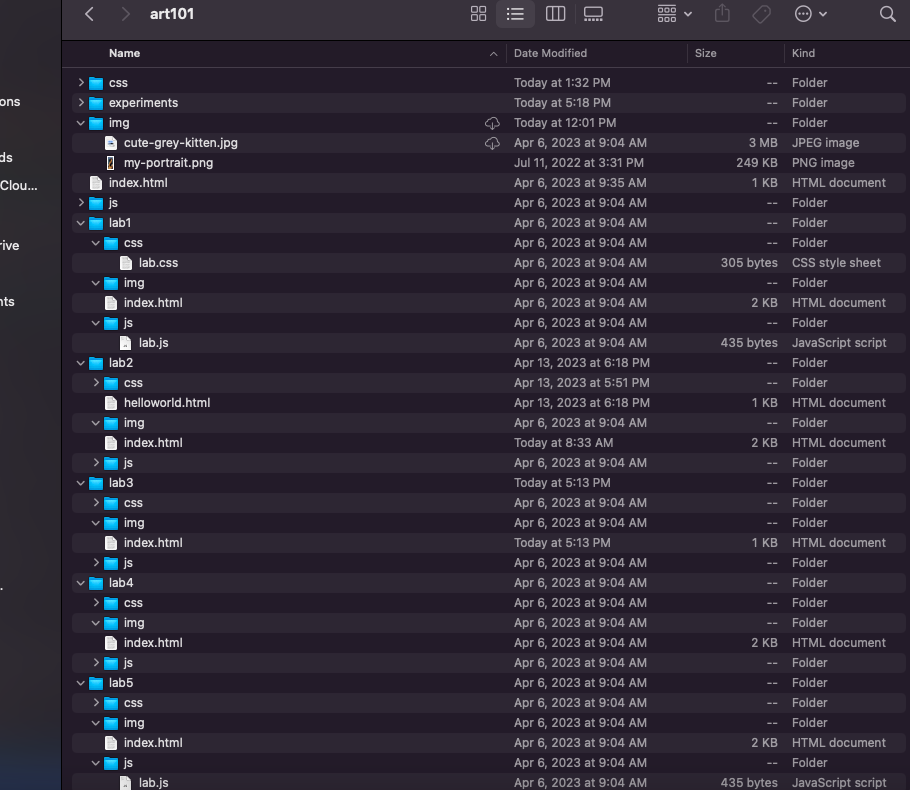 art101
Name Date Modified Size Kind
css Today at 1:32 PM -- Folder
ons
experiments Today at 5:18 PM -- Folder
img Today at 12:01 PM -- Folder
cute-grey-kitten.jpg Apr 6, 2023 at 9:04 AM 3 MB JPEG image
ds
my-portrait.png Jul 11, 2022 at 3:31 PM 249 KB PNG image
Clou...
index.html Apr 6, 2023 at 9:35 AM 1 KB HTML document
js Apr 6, 2023 at 9:04 AM -- Folder
lab1 Apr 6, 2023 at 9:04 AM -- Folder
rive
css Apr 6, 2023 at 9:04 AM -- Folder
lab.css Apr 6, 2023 at 9:04 AM 305 bytes CSS style sheet
img Apr 6, 2023 at 9:04 AM -- Folder
nts
index.html Apr 6, 2023 at 9:04 AM 2 KB HTML document
js Apr 6, 2023 at 9:04 AM -- Folder
lab.js Apr 6, 2023 at 9:04 AM 435 bytes JavaScript script
lab2 Apr 13, 2023 at 6:18 PM -- Folder
css Apr 13, 2023 at 5:51 PM -- Folder
helloworld.html Apr 13, 2023 at 6:18 PM 1 KB HTML document
img Apr 6, 2023 at 9:04 AM -- Folder
index.html Today at 8:33 AM 2 KB HTML document
js Apr 6, 2023 at 9:04 AM -- Folder
lab3 Today at 5:13 PM -- Folder
css Apr 6, 2023 at 9:04 AM -- Folder
img Apr 6, 2023 at 9:04 AM -- Folder
index.html Today at 5:13 PM 1 KB HTML document
js Apr 6, 2023 at 9:04 AM -- Folder
lab4 Apr 6, 2023 at 9:04 AM -- Folder
css Apr 6, 2023 at 9:04 AM -- Folder
img Apr 6, 2023 at 9:04 AM -- Folder
index.html Apr 6, 2023 at 9:04 AM 2 KB HTML document
js Apr 6, 2023 at 9:04 AM -- Folder
lab5 Apr 6, 2023 at 9:04 AM -- Folder
css Apr 6, 2023 at 9:04 AM -- Folder
img Apr 6, 2023 at 9:04 AM -- Folder
index.html Apr 6, 2023 at 9:04 AM 2 KB HTML document
js Apr 6, 2023 at 9:04 AM -- Folder
lab.js Apr 6, 2023 at 9:04 AM 435 bytes JavaScript script